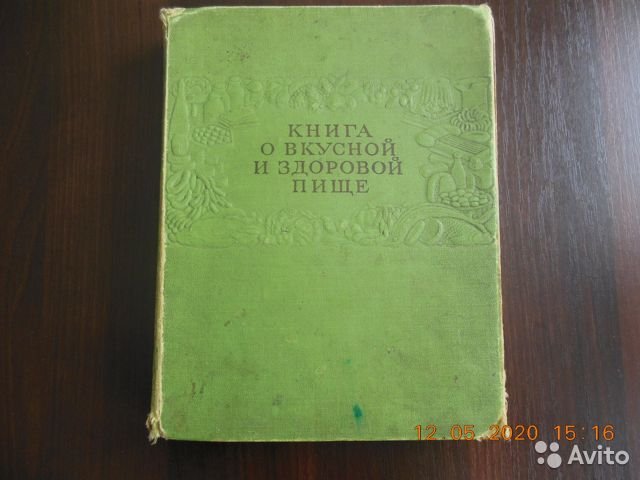 КНИГА
О ВКУСНОЙ
И ЗДОРОВОЙ
ПИЩЕ
12.05.2020 15:16
Avito